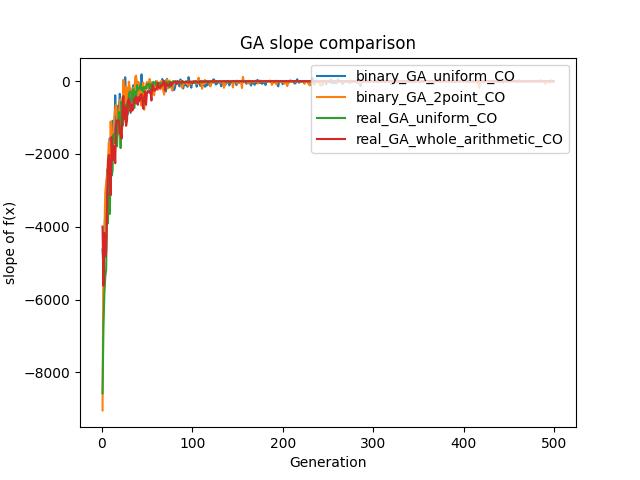 GA slope comparison
binary_GA_uniform_CO
binary_GA_2point_CO
real_GA_uniform_CO
real_GA_whole_arithmetic_CO
slope of f(x)
0
−2000
−4000
−6000
−8000
0 100 200 300 400 500
Generation